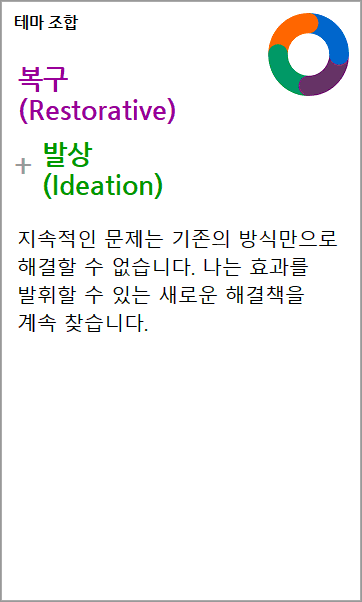 테마 조합
복구
(Restorative)
+ 발상
(Ideation)
지속적인 문제는 기존의 방식만으로
해결할 수 없습니다. 나는 효과를
발휘할 수 있는 새로운 해결책을
계속 찾습니다.